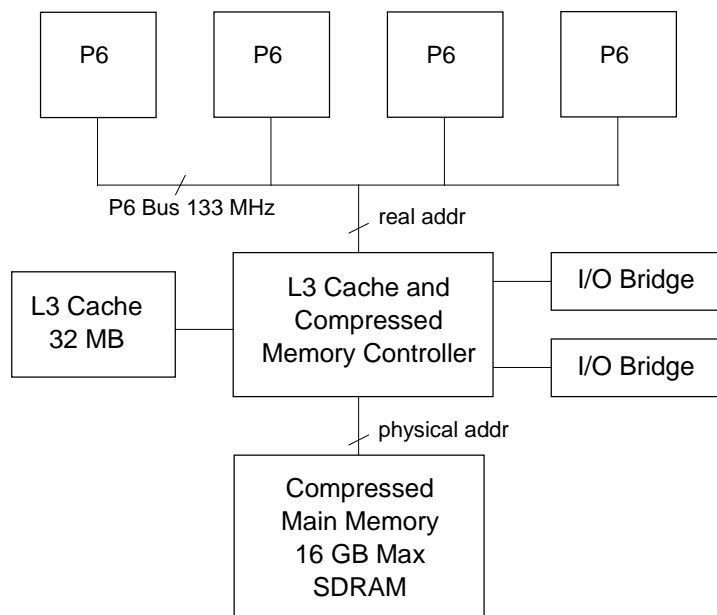 P6
P6
P6
P6
P6 Bus 133 MHz
real addr
L3 Cache
32 MB
L3 Cache and
Compressed
Memory Controller
I/O Bridge
I/O Bridge
physical addr
Compressed
Main Memory
16 GB Max
SDRAM